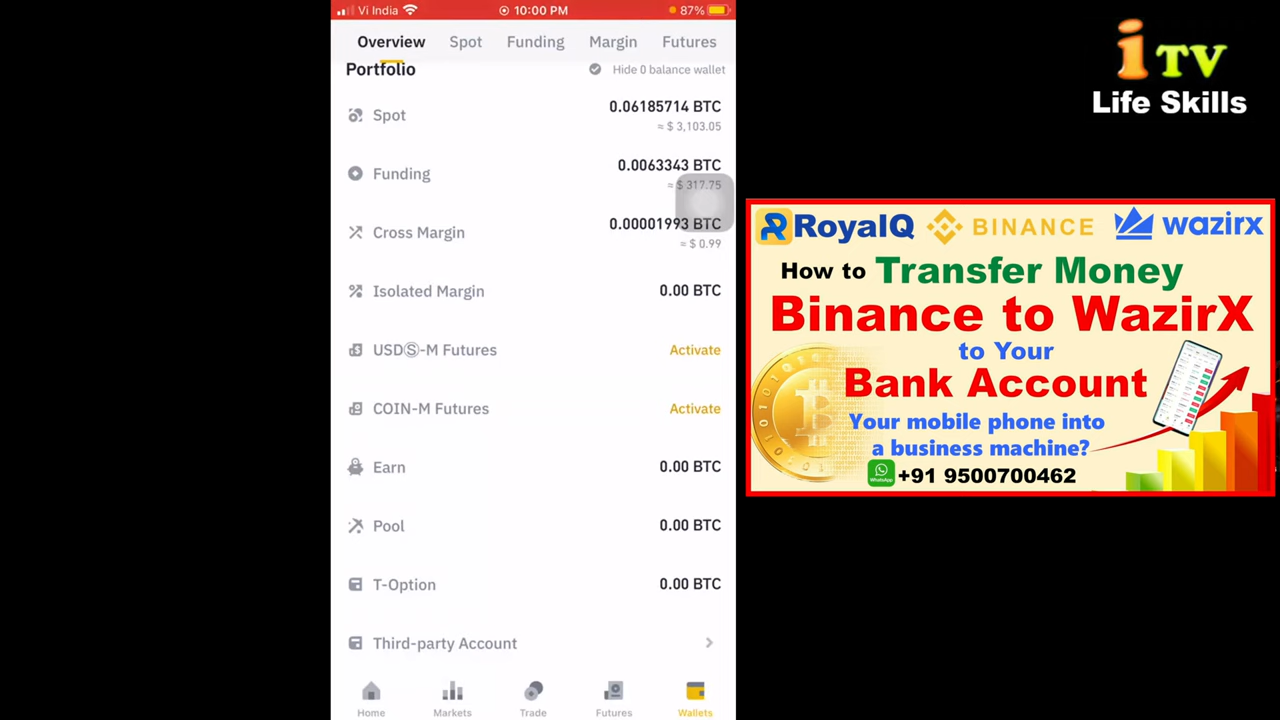 Vi India
10:00 PM
87%
Overview Spot Funding Margin Futures
Portfolio
Hide 0 balance wallet
Spot
0.06185714 BTC
≈ $ 3,103.05
Funding
0.0063343 BTC
≈ $ 317.75
Cross Margin
0.00001993 BTC
≈ $ 0.99
Isolated Margin
0.00 BTC
USDⓈ-M Futures
Activate
COIN-M Futures
Activate
Earn
0.00 BTC
Pool
0.00 BTC
T-Option
0.00 BTC
Third-party Account
Home Markets Trade Futures Wallets
iTV
Life Skills
RoyalQ BINANCE wazirx
How to Transfer Money
Binance to WazirX
to Your
Bank Account
Your mobile phone into
a business machine?
WhatsApp
+91 9500700462